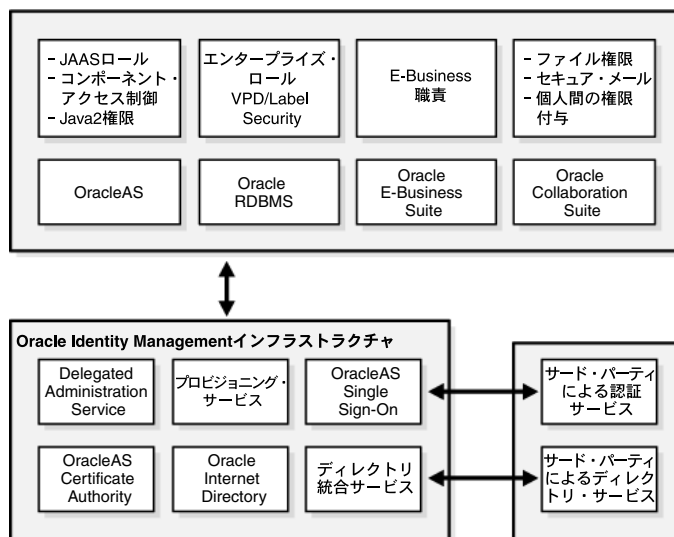 - JAASロール
- コンポーネント・
アクセス制御
- Java2権限
エンタープライズ・
ロール
VPD/Label
Security
E-Business
職責
- ファイル権限
- セキュア・メール
- 個人間の権限
付与
OracleAS
Oracle
RDBMS
Oracle
E-Business
Suite
Oracle
Collaboration
Suite
Oracle Identity Managementインフラストラクチャ
Delegated
Administration
Service
プロビジョニング・
サービス
OracleAS
Single
Sign-On
サード・パーティ
による認証
サービス
OracleAS
Certificate
Authority
Oracle
Internet
Directory
ディレクトリ
統合サービス
サード・パーティ
によるディレク
トリ・サービス